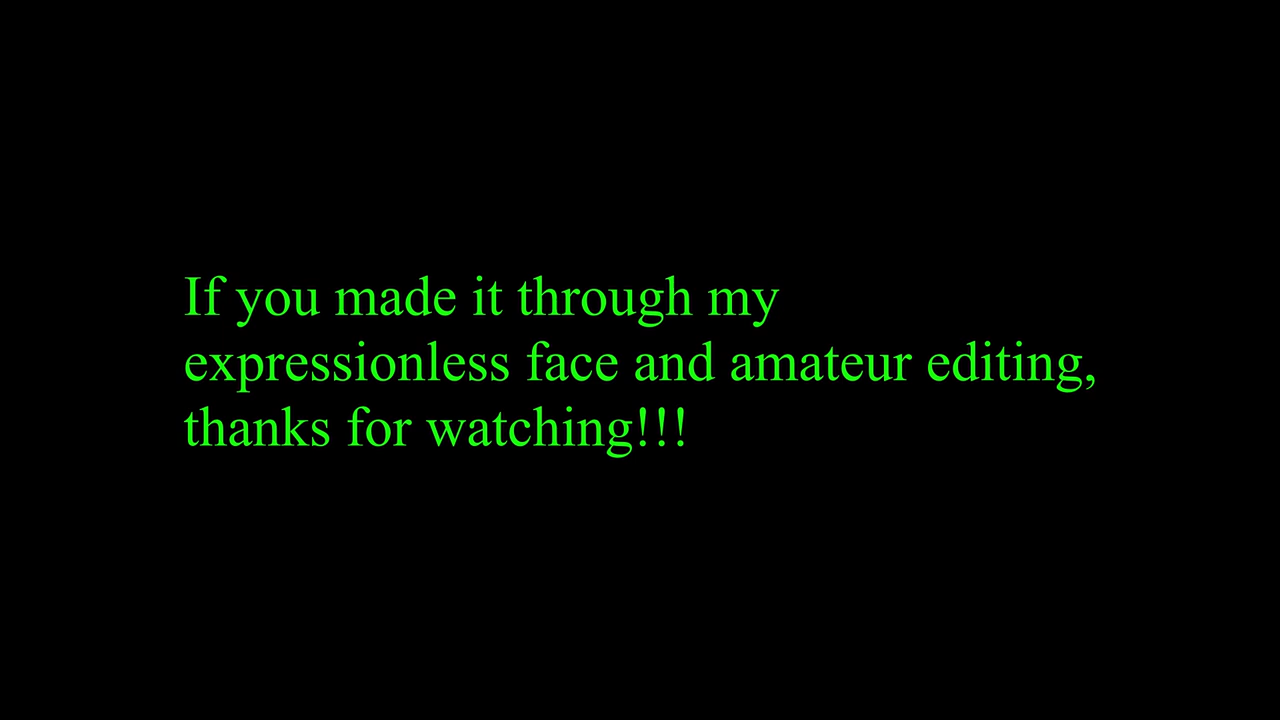 If you made it through my
expressionless face and amateur editing,
thanks for watching!!!